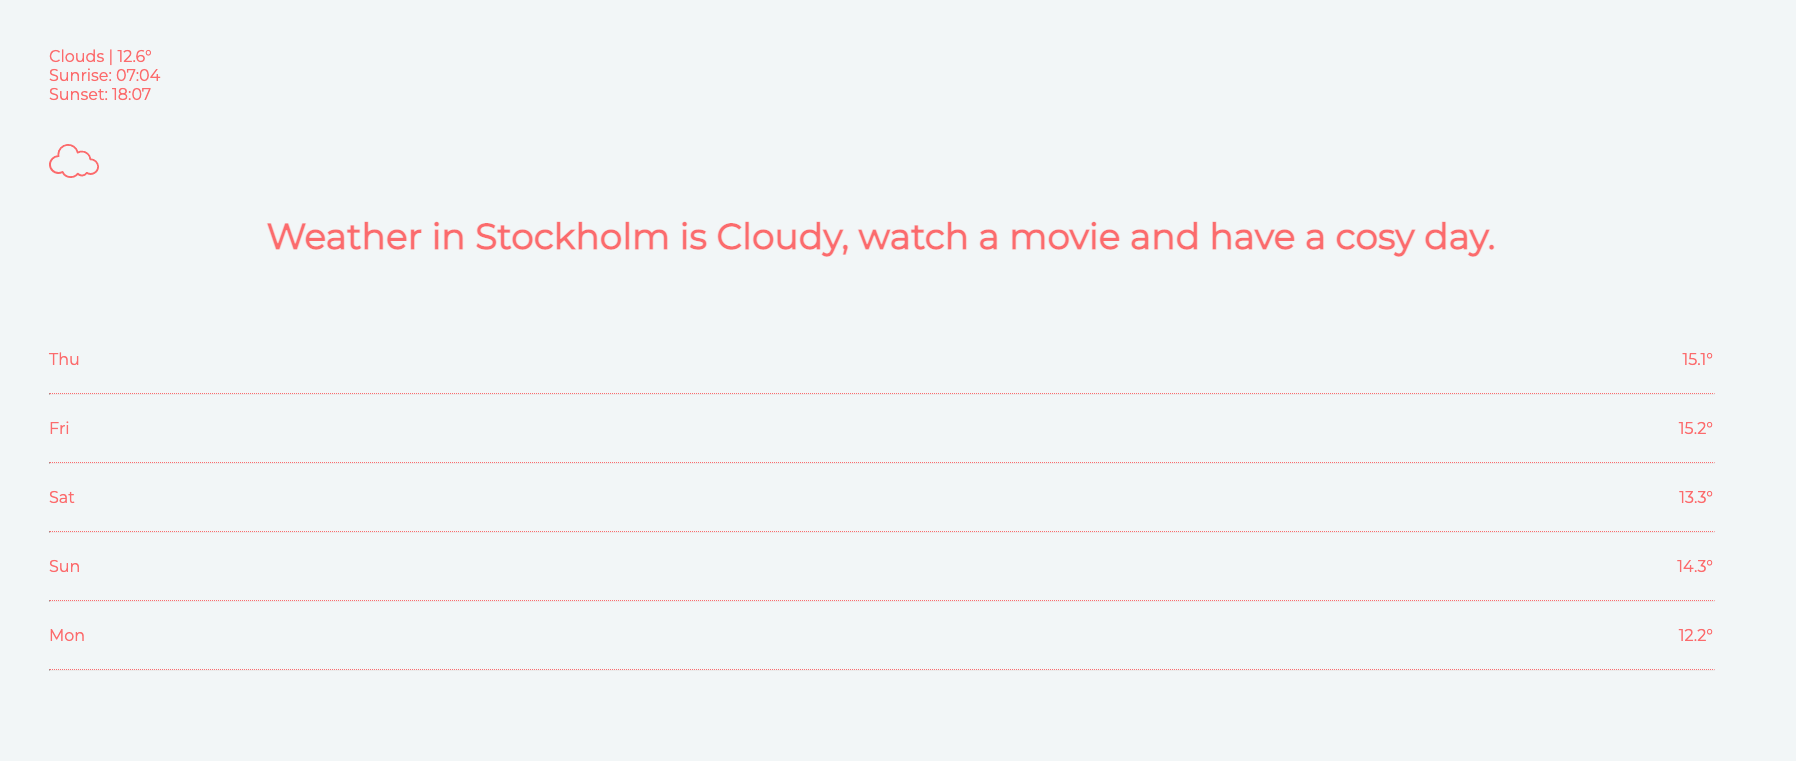 Clouds | 12.6°
Sunrise: 07:04
Sunset: 18:07
Weather in Stockholm is Cloudy, watch a movie and have a cosy day.
Thu 15.1°
Fri 15.2°
Sat 13.3°
Sun 14.3°
Mon 12.2°